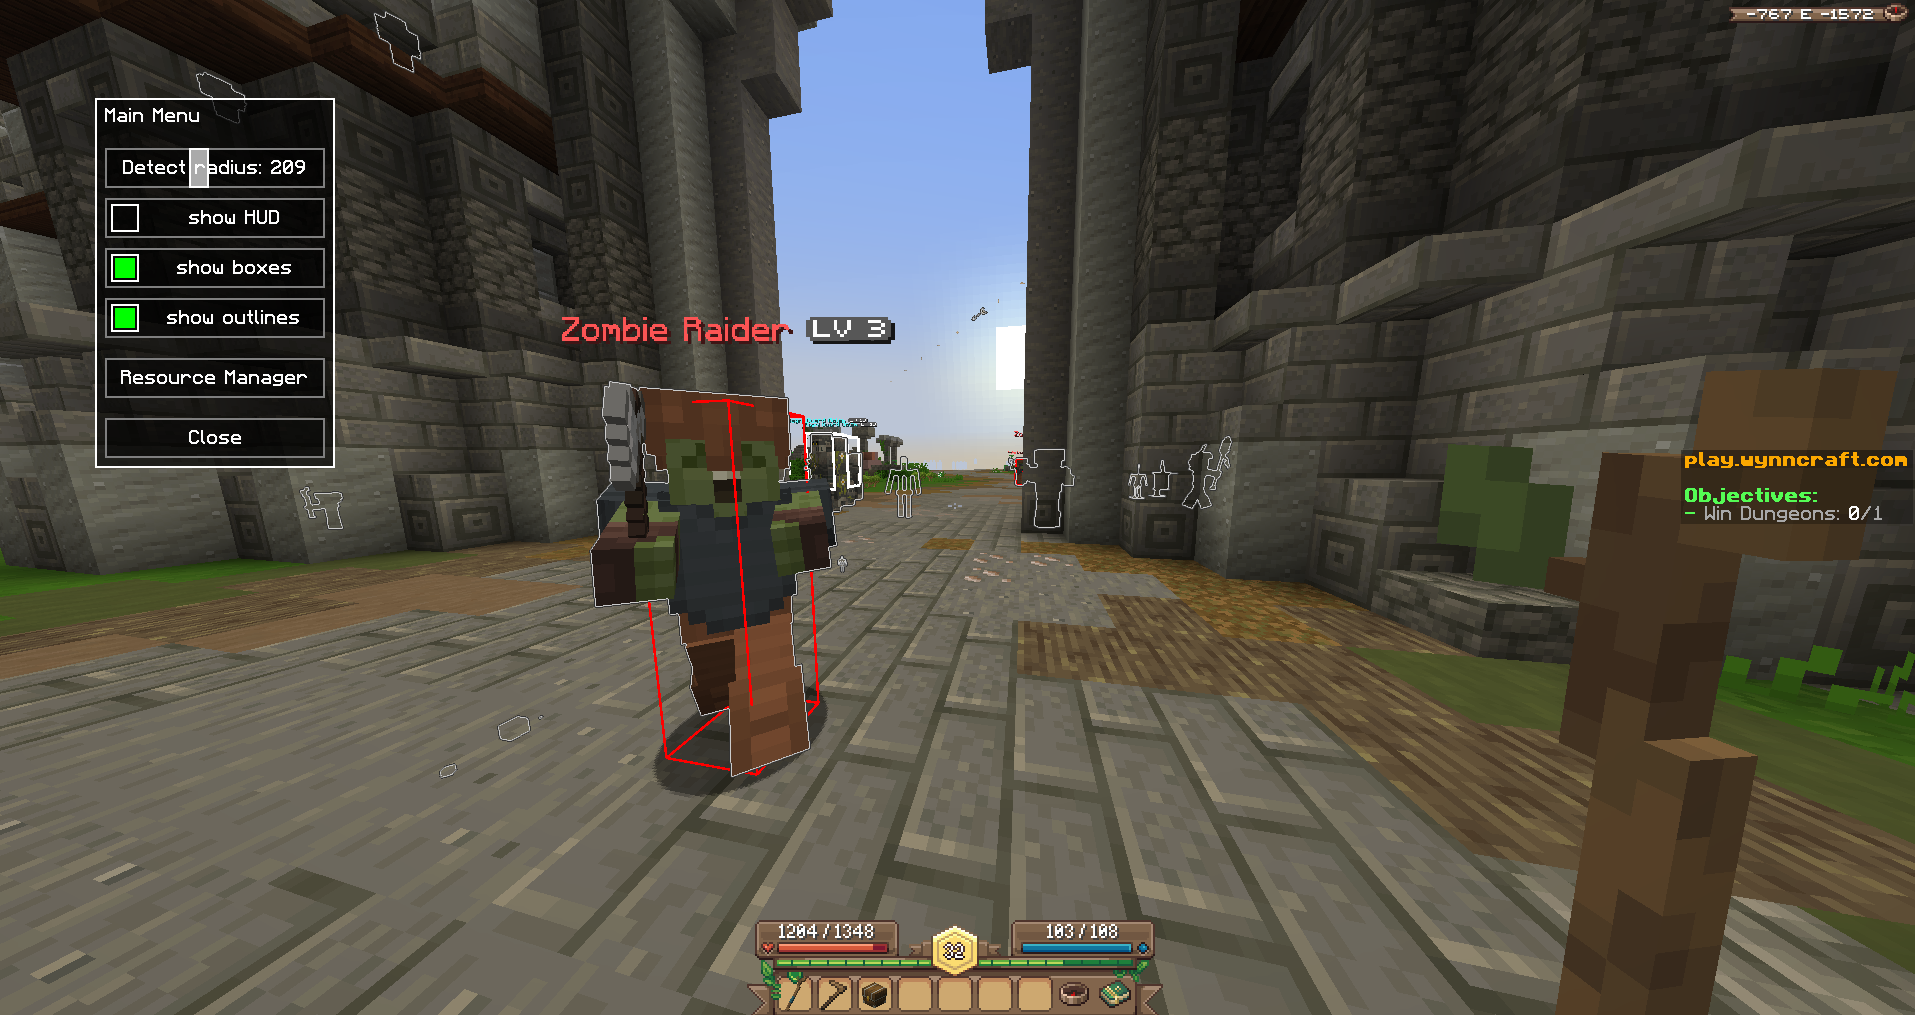 -767 E -1572
Main Menu
Detect radius: 209
show HUD
show boxes
show outlines
Resource Manager
Close
Zombie Raider LV 3
play.wynncraft.com
Objectives:
- Win Dungeons: 0/1
1204/1348
32
103/108